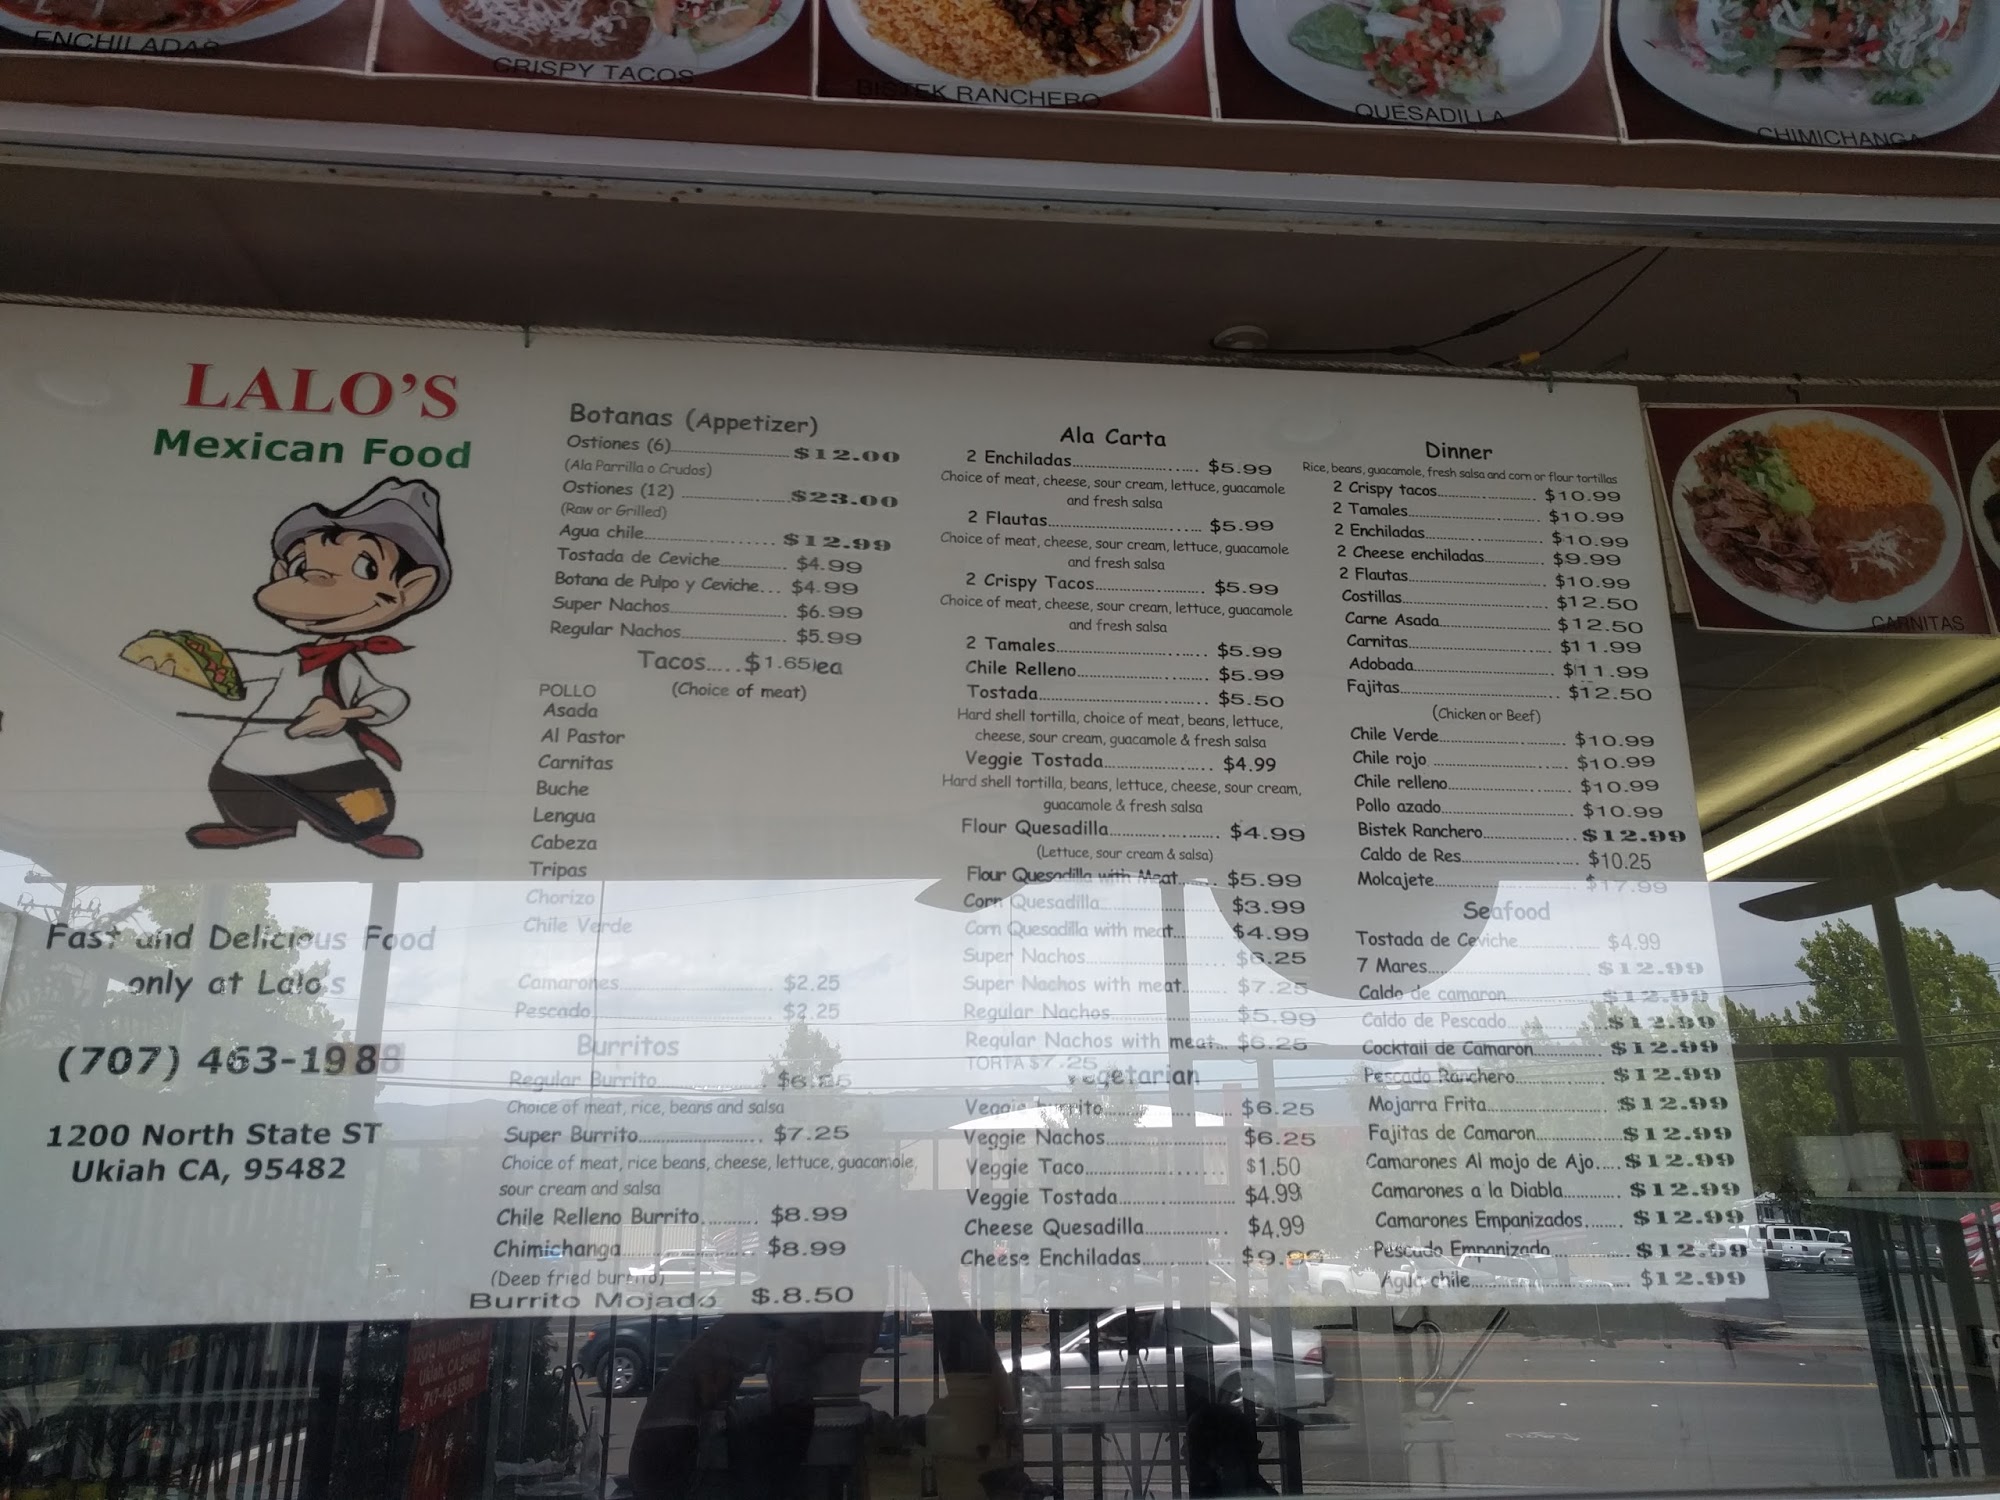 ENCHILADAS
CRISPY TACOS
BISTEK RANCHERO
QUESADILLA
CHIMICHANGA
LALO'S
Mexican Food
Fast and Delicious Food
only at Lalo's
(707) 463-1988
1200 North State ST
Ukiah CA, 95482
Botanas (Appetizer)
Ostiones (6) $12.00
(Ala Parrilla o Crudos)
Ostiones (12) $23.00
(Raw or Grilled)
Agua chile $12.99
Tostada de Ceviche $4.99
Botana de Pulpo y Ceviche... $4.99
Super Nachos $6.99
Regular Nachos $5.99
Tacos.....$1.65)ea
(Choice of meat)
POLLO
Asada
Al Pastor
Carnitas
Buche
Lengua
Cabeza
Tripas
Chorizo
Chile Verde
Camarones $2.25
Pescado $2.25
Burritos
Regular Burrito $6.25
Choice of meat, rice, beans and salsa
Super Burrito $7.25
Choice of meat, rice beans, cheese, lettuce, guacamole,
sour cream and salsa
Chile Relleno Burrito $8.99
Chimichanga $8.99
(Deep fried burrito)
Burrito Mojado $.8.50
Ala Carta
2 Enchiladas $5.99
Choice of meat, cheese, sour cream, lettuce, guacamole
and fresh salsa
2 Flautas $5.99
Choice of meat, cheese, sour cream, lettuce, guacamole
and fresh salsa
2 Crispy Tacos $5.99
Choice of meat, cheese, sour cream, lettuce, guacamole
and fresh salsa
2 Tamales $5.99
Chile Relleno $5.99
Tostada $5.50
Hard shell tortilla, choice of meat, beans, lettuce,
cheese, sour cream, guacamole & fresh salsa
Veggie Tostada $4.99
Hard shell tortilla, beans, lettuce, cheese, sour cream,
guacamole & fresh salsa
Flour Quesadilla $4.99
(Lettuce, sour cream & salsa)
Flour Quesadilla with Meat $5.99
Corn Quesadilla $3.99
Corn Quesadilla with meat $4.99
Super Nachos $6.25
Super Nachos with meat $7.25
Regular Nachos $5.99
Regular Nachos with meat... $6.25
TORTA $7.25
Vegetarian
Veggie burrito $6.25
Veggie Nachos $6.25
Veggie Taco $1.50
Veggie Tostada $4.99
Cheese Quesadilla $4.99
Cheese Enchiladas $9.99
Dinner
Rice, beans, guacamole, fresh salsa and corn or flour tortillas
2 Crispy tacos $10.99
2 Tamales $10.99
2 Enchiladas $10.99
2 Cheese enchiladas $9.99
2 Flautas $10.99
Costillas $12.50
Carne Asada $12.50
Carnitas $11.99
Adobada $11.99
Fajitas $12.50
(Chicken or Beef)
Chile Verde $10.99
Chile rojo $10.99
Chile relleno $10.99
Pollo azado $10.99
Bistek Ranchero $12.99
Caldo de Res $10.25
Molcajete $17.99
Seafood
Tostada de Ceviche $4.99
7 Mares $12.99
Caldo de camaron $12.99
Caldo de Pescado $12.99
Cocktail de Camaron $12.99
Pescado Ranchero $12.99
Mojarra Frita $12.99
Fajitas de Camaron $12.99
Camarones Al mojo de Ajo..... $12.99
Camarones a la Diabla $12.99
Camarones Empanizados $12.99
Pescado Empanizado $12.99
Agua chile $12.99
CARNITAS